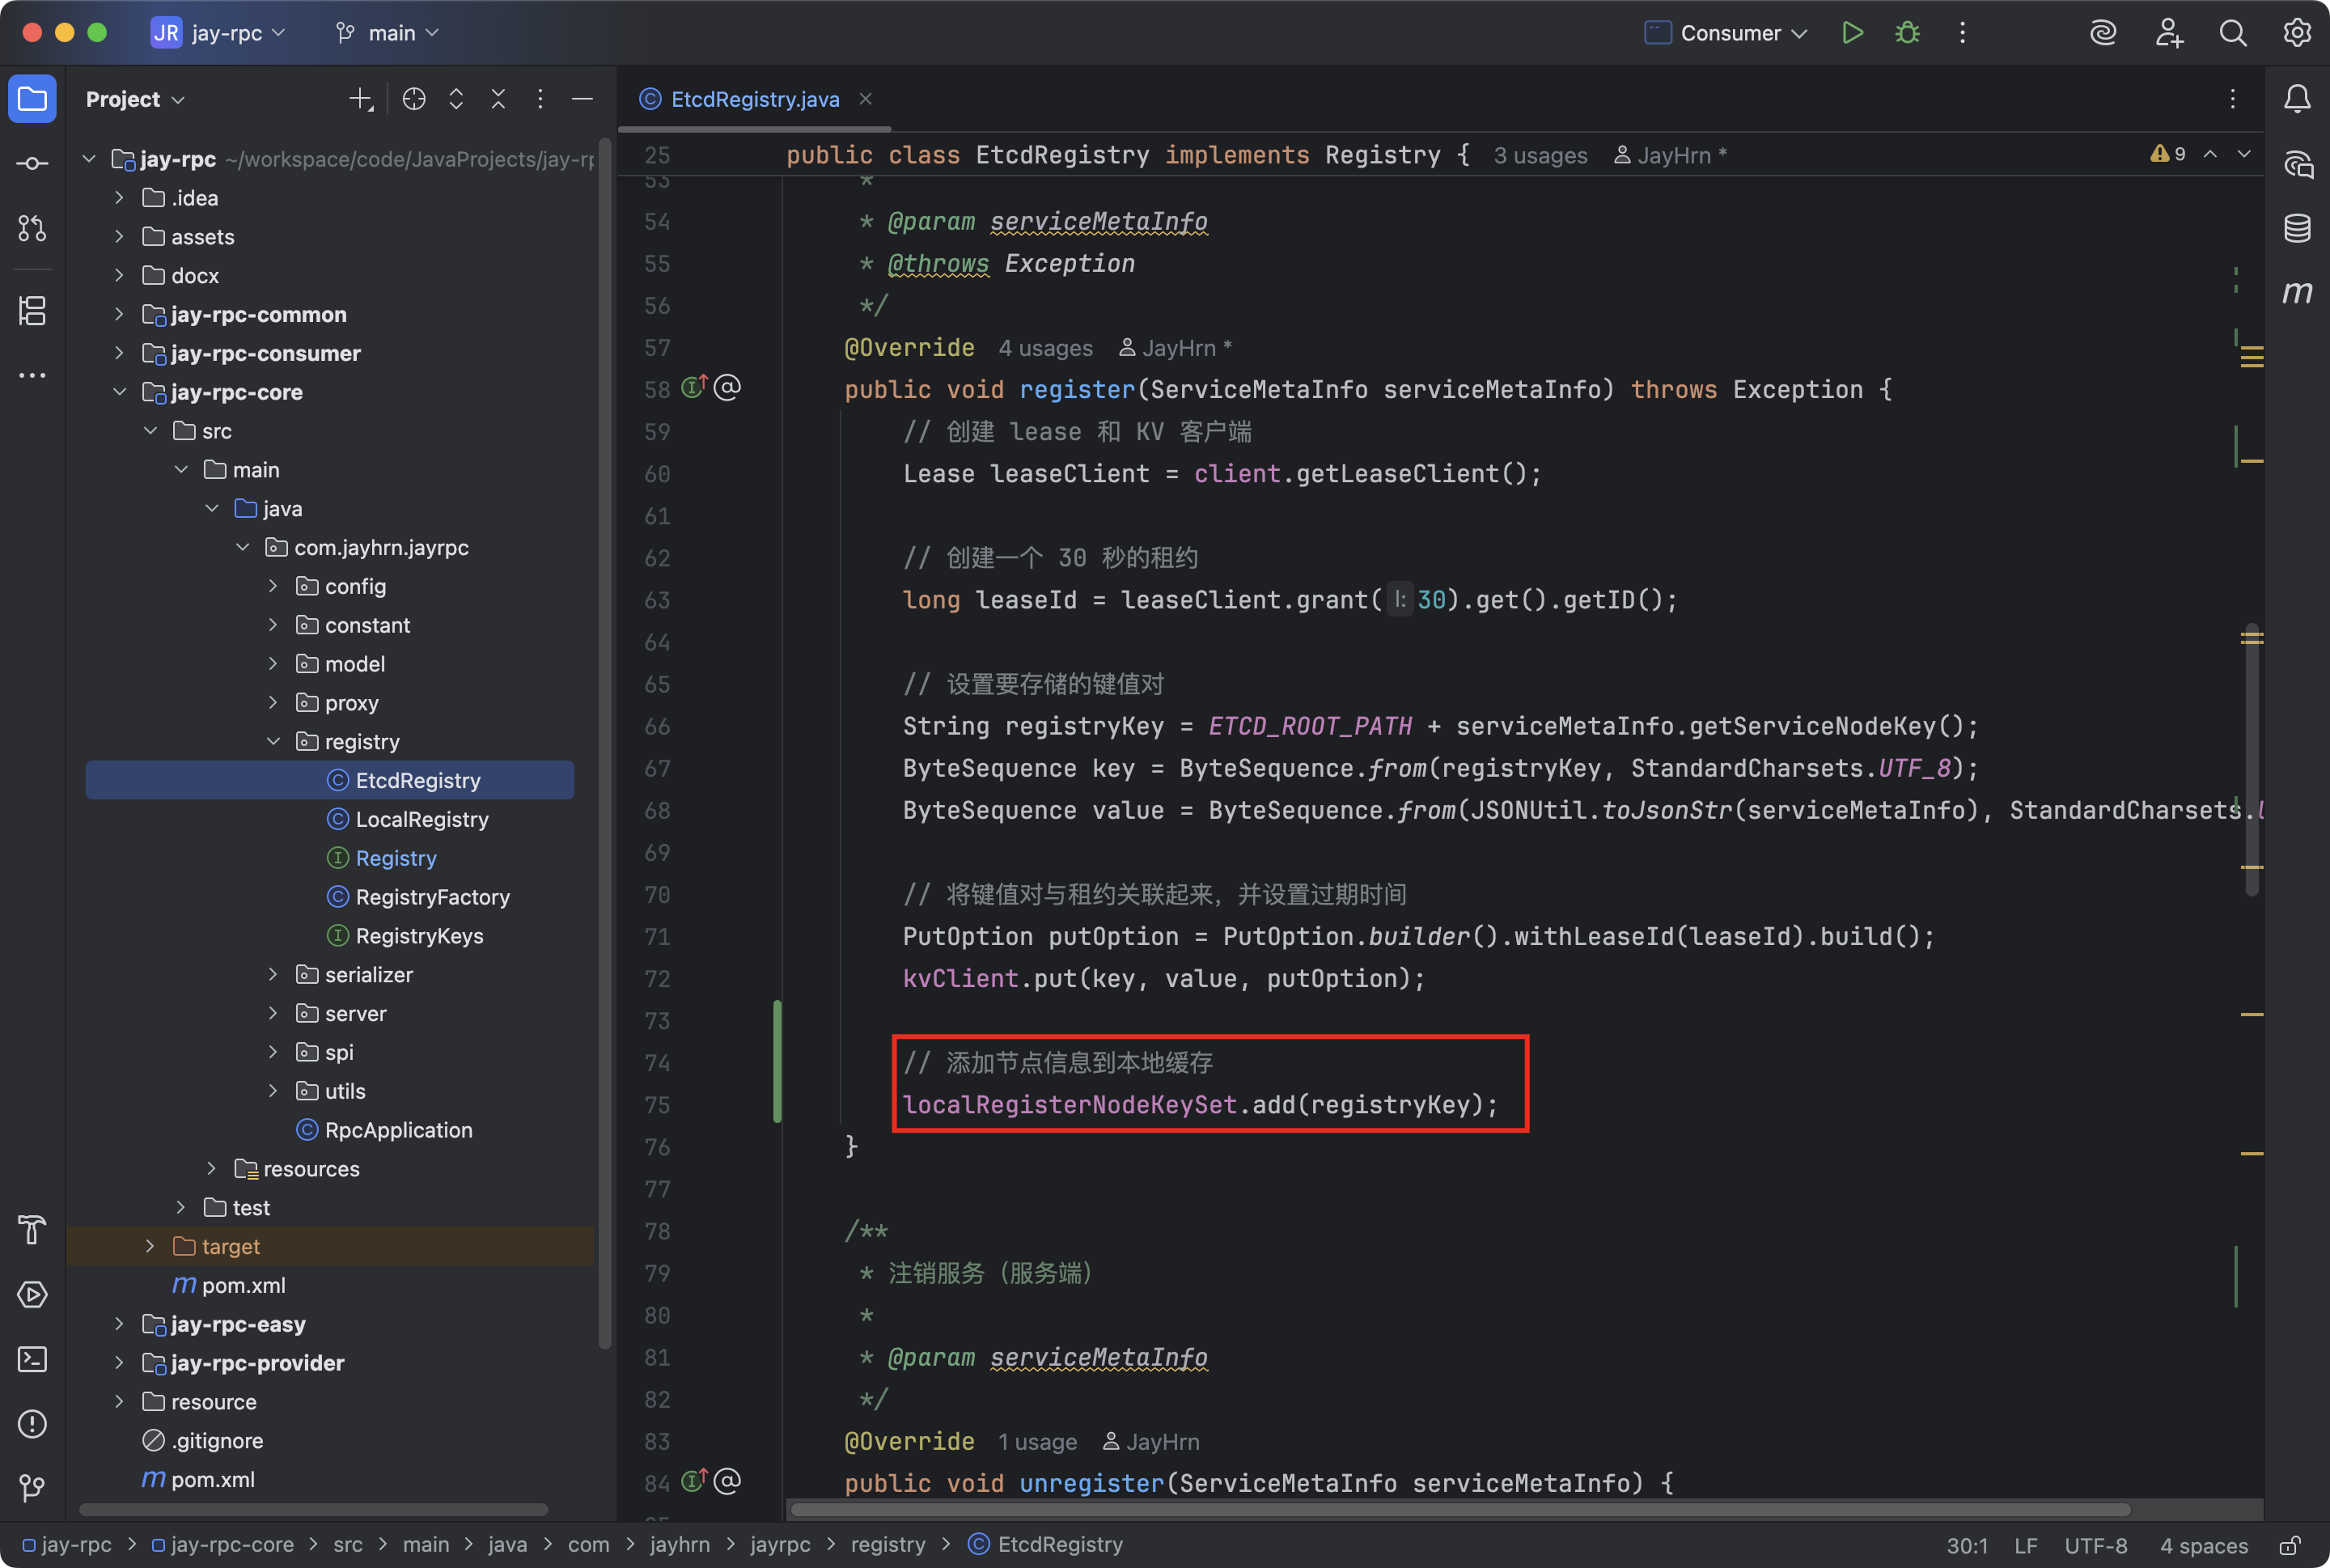 JR jay-rpc main Consumer
Project
EtcdRegistry.java
jay-rpc ~/workspace/code/JavaProjects/jay-rp
.idea
assets
docx
jay-rpc-common
jay-rpc-consumer
jay-rpc-core
src
main
java
com.jayhrn.jayrpc
config
constant
model
proxy
registry
EtcdRegistry
LocalRegistry
Registry
RegistryFactory
RegistryKeys
serializer
server
spi
utils
RpcApplication
resources
test
target
pom.xml
jay-rpc-easy
jay-rpc-provider
resource
.gitignore
pom.xml
25 public class EtcdRegistry implements Registry { 3 usages JayHrn * 9
53 *
54 * @param serviceMetaInfo
55 * @throws Exception
56 */
57 @Override 4 usages JayHrn *
58 public void register(ServiceMetaInfo serviceMetaInfo) throws Exception {
59 // 创建 lease 和 KV 客户端
60 Lease leaseClient = client.getLeaseClient();
61
62 // 创建一个 30 秒的租约
63 long leaseId = leaseClient.grant( l: 30).get().getID();
64
65 // 设置要存储的键值对
66 String registryKey = ETCD_ROOT_PATH + serviceMetaInfo.getServiceNodeKey();
67 ByteSequence key = ByteSequence.from(registryKey, StandardCharsets.UTF_8);
68 ByteSequence value = ByteSequence.from(JSONUtil.toJsonStr(serviceMetaInfo), StandardCharsets.
69
70 // 将键值对与租约关联起来，并设置过期时间
71 PutOption putOption = PutOption.builder().withLeaseId(leaseId).build();
72 kvClient.put(key, value, putOption);
73
74 // 添加节点信息到本地缓存
75 localRegisterNodeKeySet.add(registryKey);
76 }
77
78 /**
79 * 注销服务（服务端）
80 *
81 * @param serviceMetaInfo
82 */
83 @Override 1 usage JayHrn
84 public void unregister(ServiceMetaInfo serviceMetaInfo) {
jay-rpc > jay-rpc-core > src > main > java > com > jayhrn > jayrpc > registry > EtcdRegistry 30:1 LF UTF-8 4 spaces